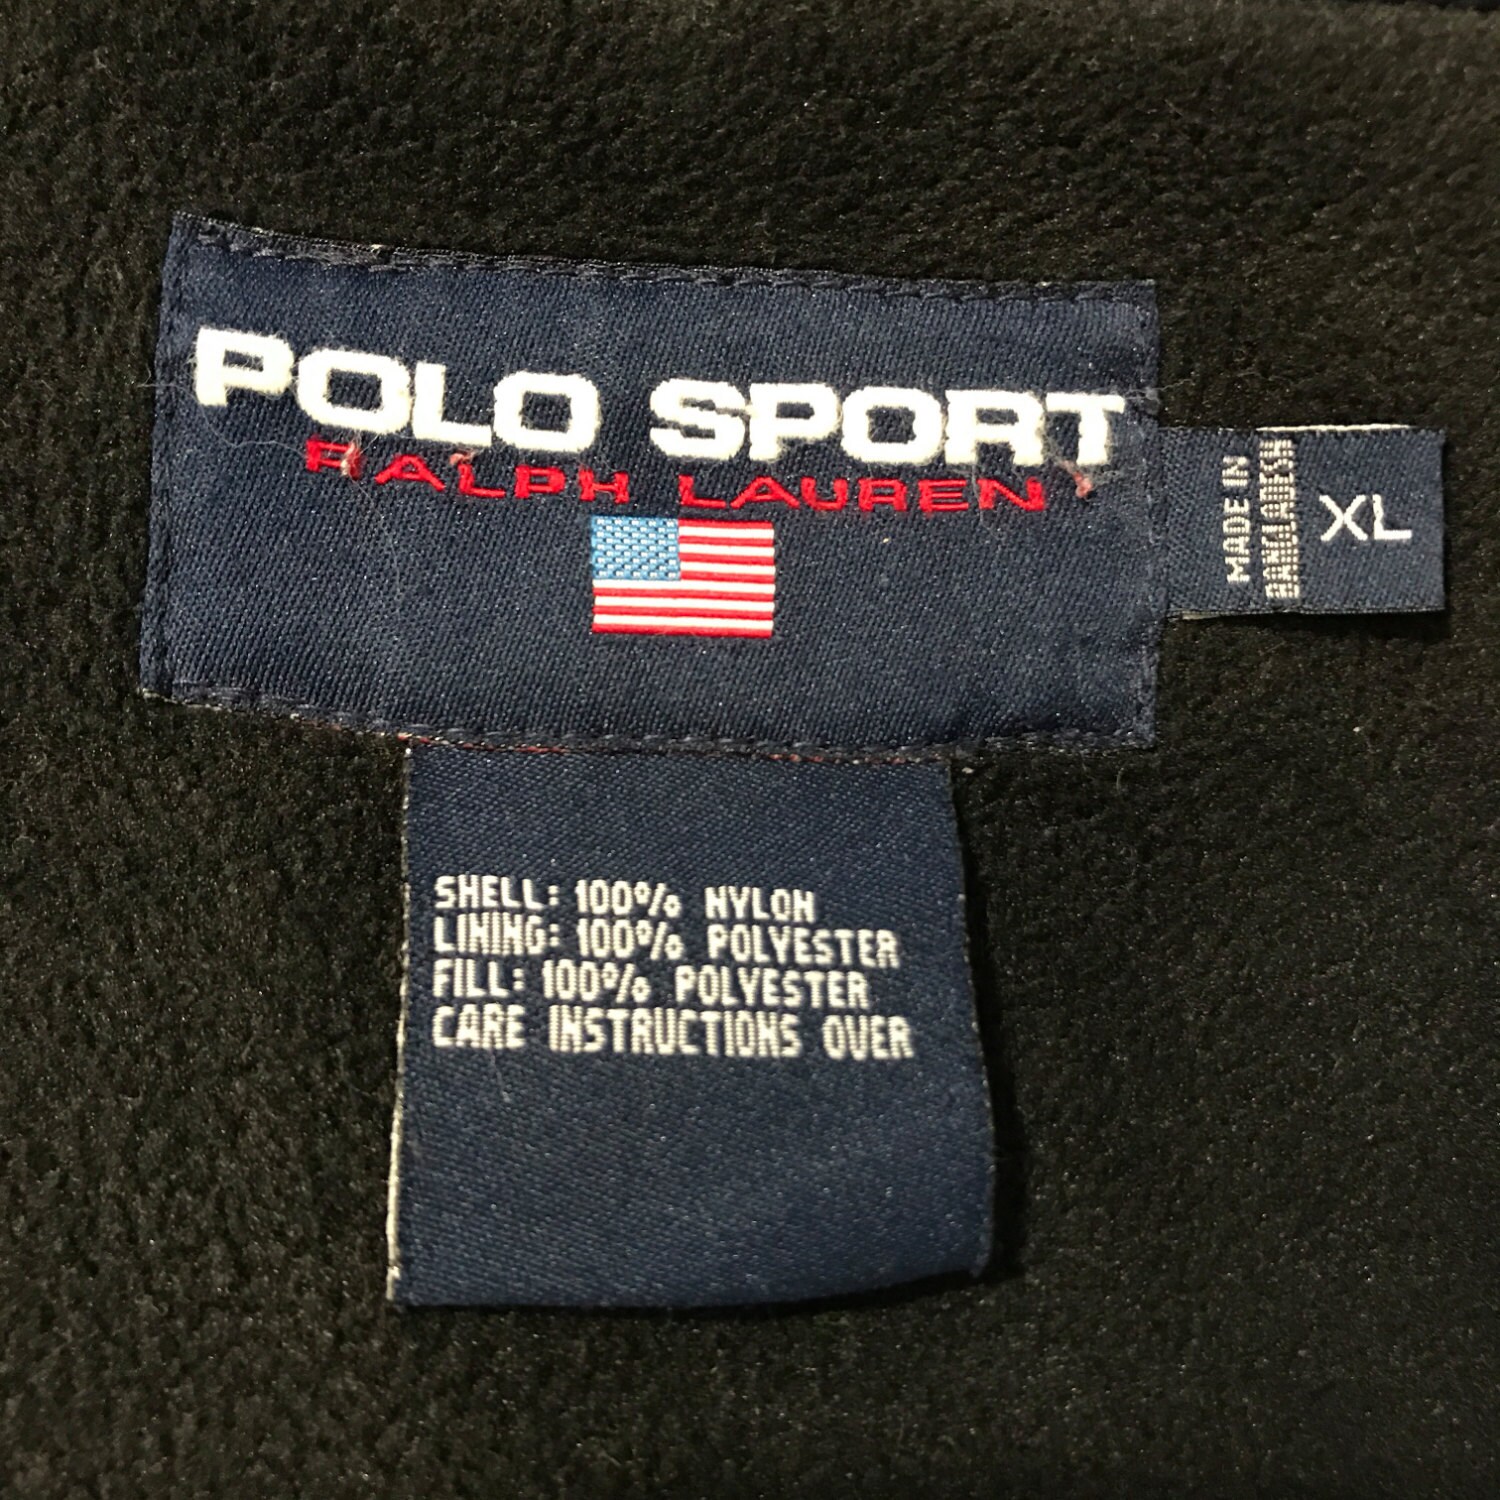 POLO SPORT
RALPH LAUREN
MADE IN
BANGLADESH
XL
SHELL: 100% NYLON
LINING: 100% POLYESTER
FILL: 100% POLYESTER
CARE INSTRUCTIONS OVER